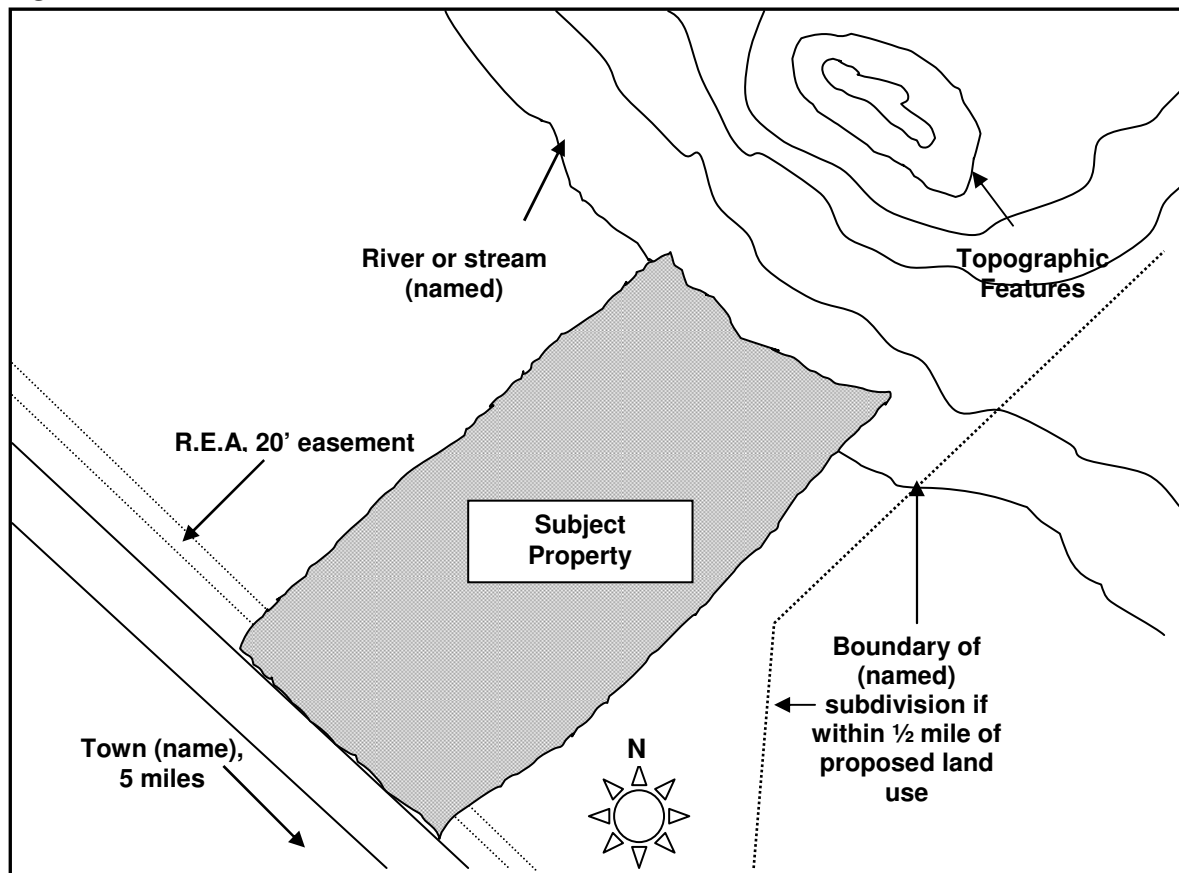 River or stream
(named)
Topographic
Features
R.E.A. 20’ easement
Subject
Property
Boundary of
(named)
subdivision if
within ½ mile of
proposed land
use
Town (name),
5 miles
N